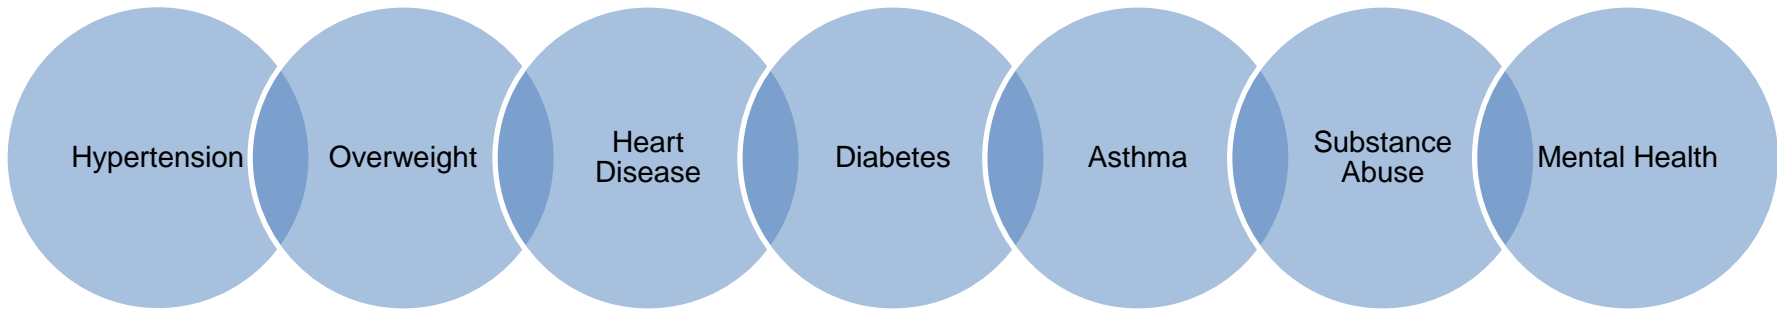 Hypertension
Overweight
Heart
Disease
Diabetes
Asthma
Substance
Abuse
Mental Health